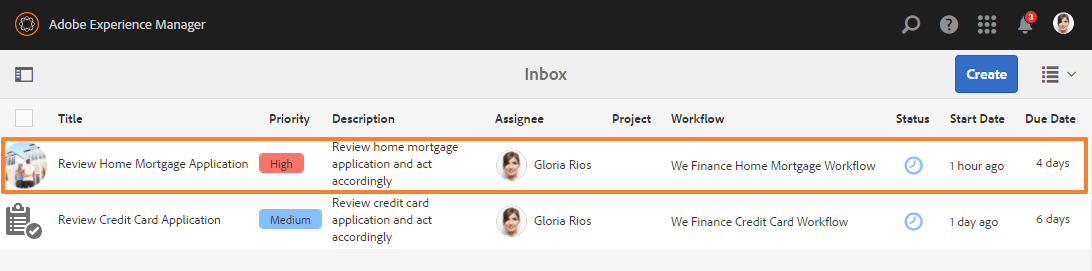 Adobe Experience Manager
3
Inbox
Create
Title Priority Description Assignee Project Workflow Status Start Date Due Date
Review Home Mortgage Application High Review home mortgage application and act accordingly Gloria Rios We Finance Home Mortgage Workflow 1 hour ago 4 days
Review Credit Card Application Medium Review credit card application and act accordingly Gloria Rios We Finance Credit Card Workflow 1 day ago 6 days